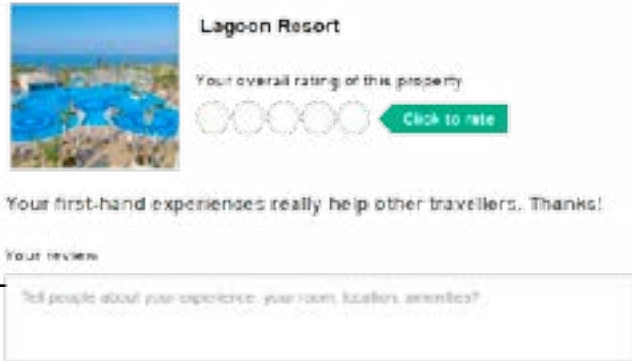 Lagoon Resort
Your overall rating of this property
Click to rate
Your first-hand experiences really help other travellers. Thanks!
Your review
Tell people about your experience: your room, location, amenities?